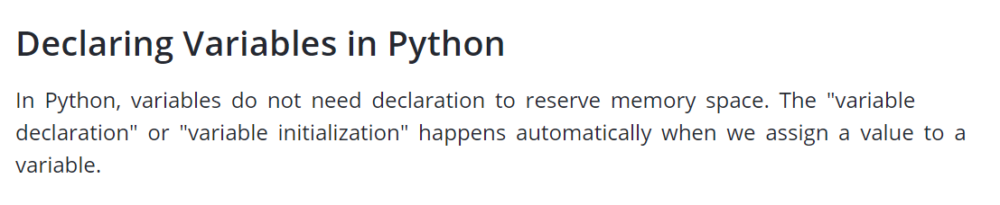 Declaring Variables in Python
In Python, variables do not need declaration to reserve memory space. The "variable
declaration" or "variable initialization" happens automatically when we assign a value to a
variable.